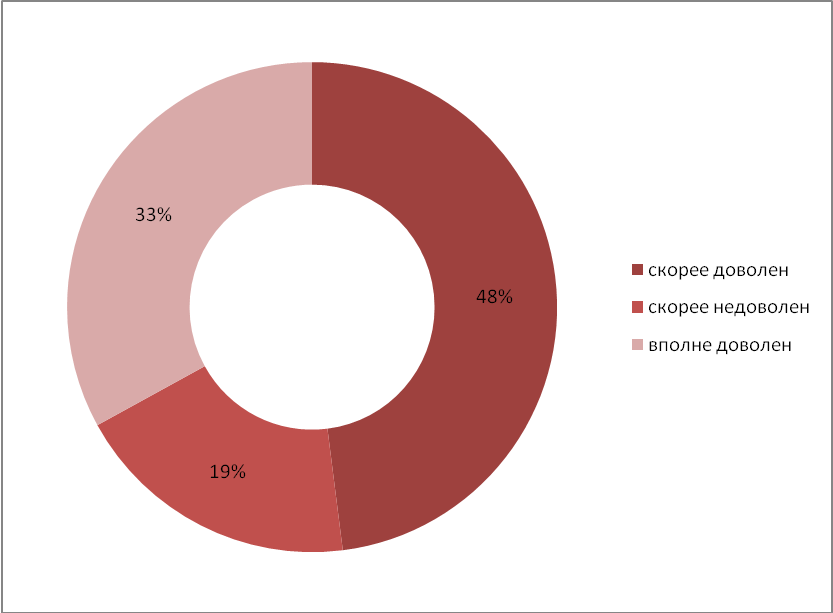 33%
48%
19%
скорее доволен
скорее недоволен
вполне доволен